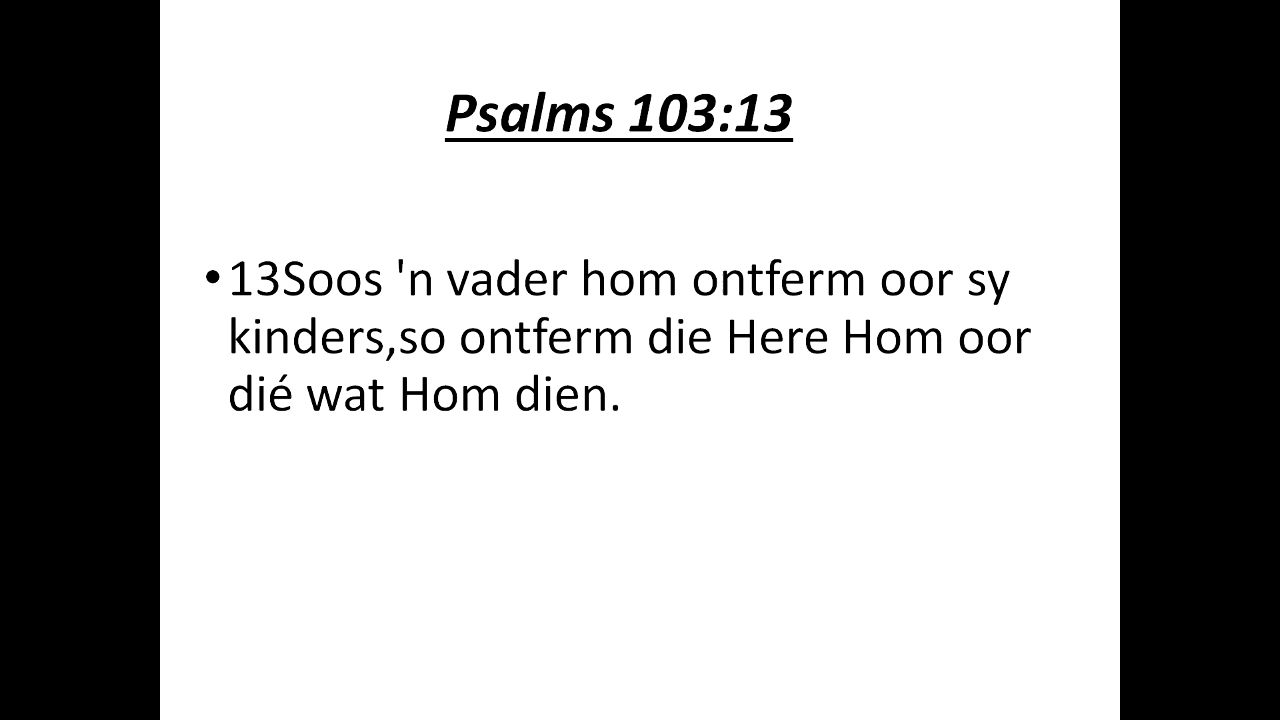 Psalms 103:13
•13Soos 'n vader hom ontferm oor sy
kinders,so ontferm die Here Hom oor
dié wat Hom dien.